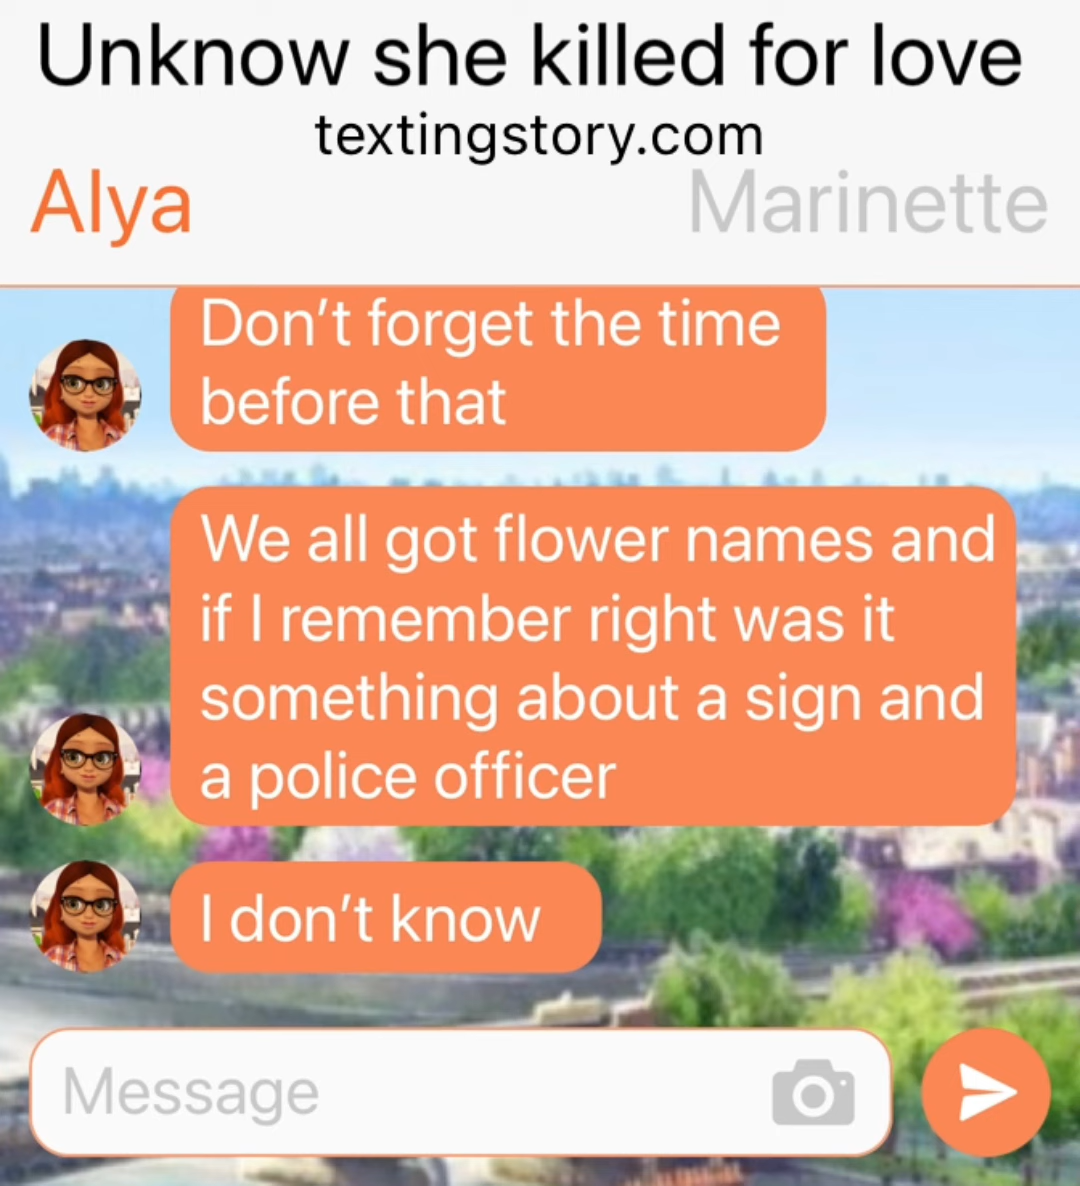 Unknow she killed for love
textingstory.com
Alya
Marinette
Don't forget the time
before that
We all got flower names and
if I remember right was it
something about a sign and
a police officer
I don't know
Message